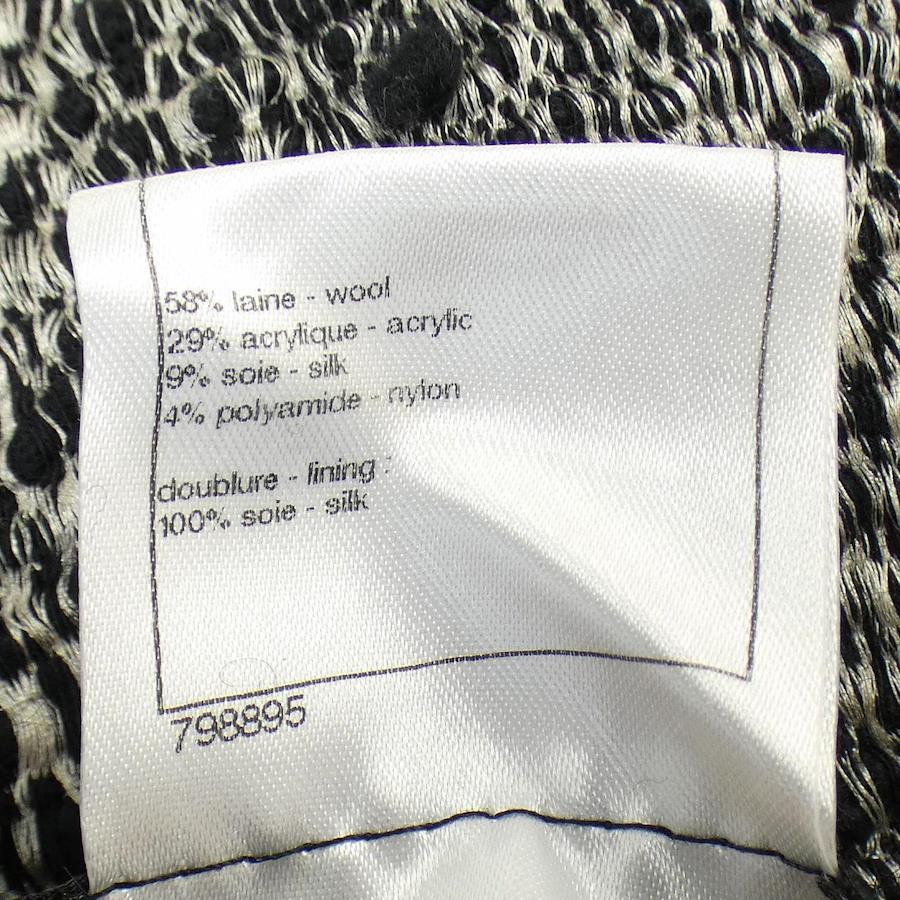 58% laine - wool
29% acrylique - acrylic
9% soie - silk
4% polyamide - nylon
doublure - lining :
100% soie - silk
798895